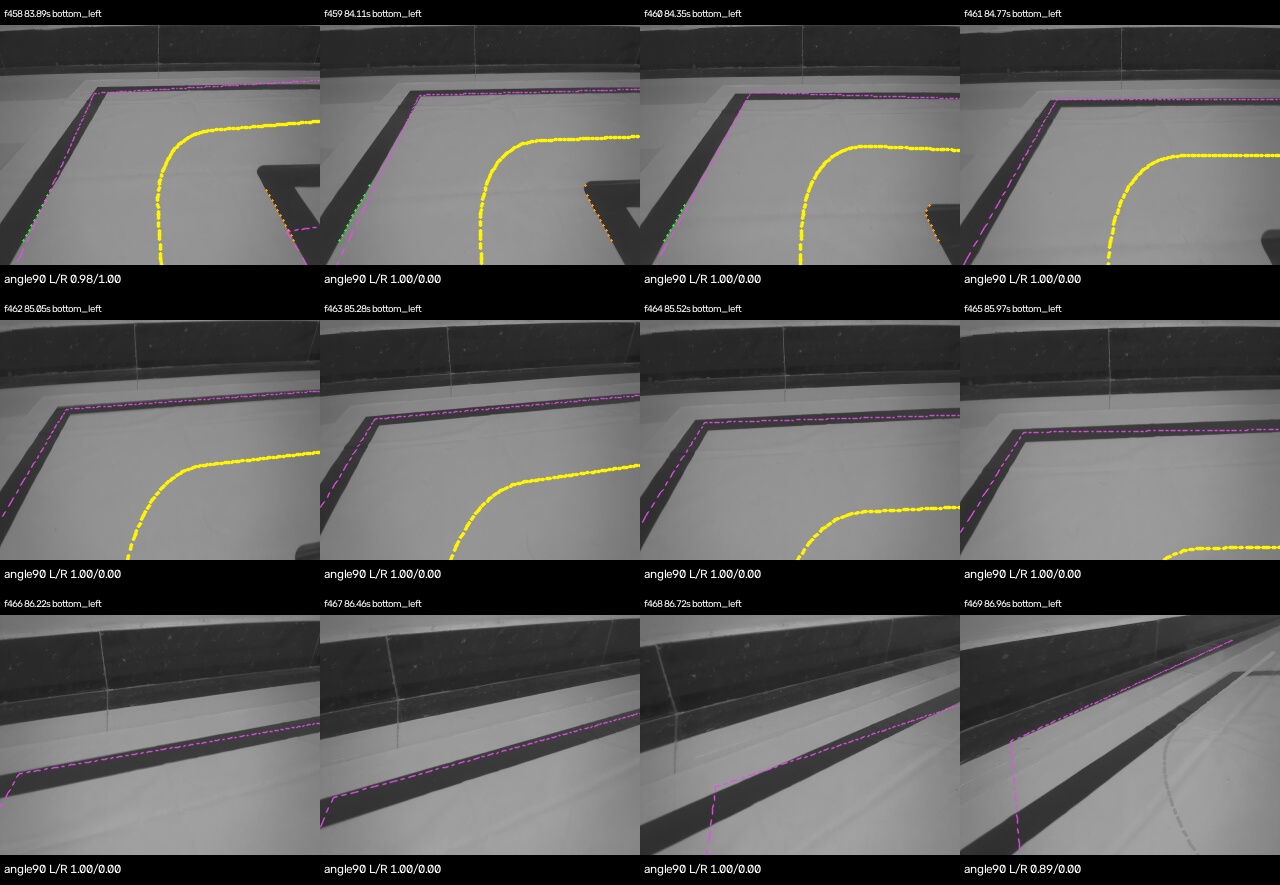 f458 83.89s bottom_left
f459 84.11s bottom_left
f460 84.35s bottom_left
f461 84.77s bottom_left
angle90 L/R 0.98/1.00
angle90 L/R 1.00/0.00
angle90 L/R 1.00/0.00
angle90 L/R 1.00/0.00
f462 85.05s bottom_left
f463 85.28s bottom_left
f464 85.52s bottom_left
f465 85.97s bottom_left
angle90 L/R 1.00/0.00
angle90 L/R 1.00/0.00
angle90 L/R 1.00/0.00
angle90 L/R 1.00/0.00
f466 86.22s bottom_left
f467 86.46s bottom_left
f468 86.72s bottom_left
f469 86.96s bottom_left
angle90 L/R 1.00/0.00
angle90 L/R 1.00/0.00
angle90 L/R 1.00/0.00
angle90 L/R 0.89/0.00